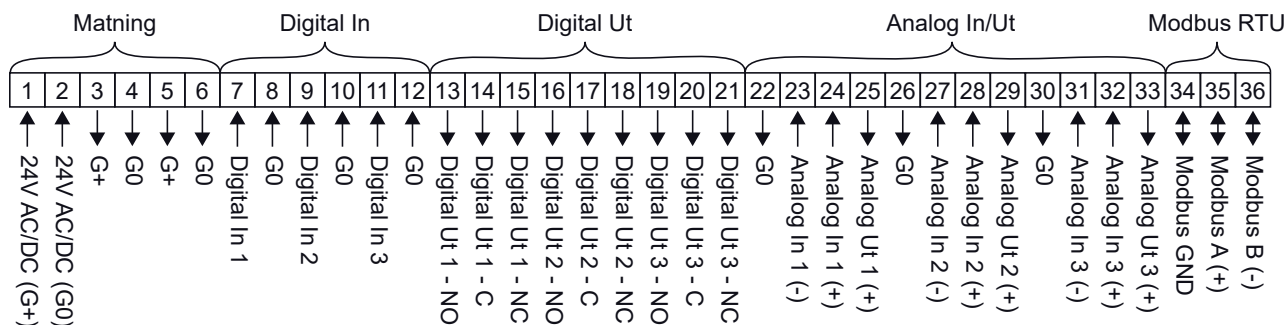 Matning
Digital In
Digital Ut
Analog In/Ut
Modbus RTU
1 2 3 4 5 6 7 8 9 10 11 12 13 14 15 16 17 18 19 20 21 22 23 24 25 26 27 28 29 30 31 32 33 34 35 36
24V AC/DC (G+)
24V AC/DC (G0)
G+
G0
G+
G0
Digital In 1
G0
Digital In 2
G0
Digital In 3
G0
Digital Ut 1 - NO
Digital Ut 1 - C
Digital Ut 1 - NC
Digital Ut 2 - NO
Digital Ut 2 - C
Digital Ut 2 - NC
Digital Ut 3 - NO
Digital Ut 3 - C
Digital Ut 3 - NC
G0
Analog In 1 (-)
Analog In 1 (+)
Analog Ut 1 (+)
G0
Analog In 2 (-)
Analog In 2 (+)
Analog Ut 2 (+)
G0
Analog In 3 (-)
Analog In 3 (+)
Analog Ut 3 (+)
Modbus GND
Modbus A (+)
Modbus B (-)